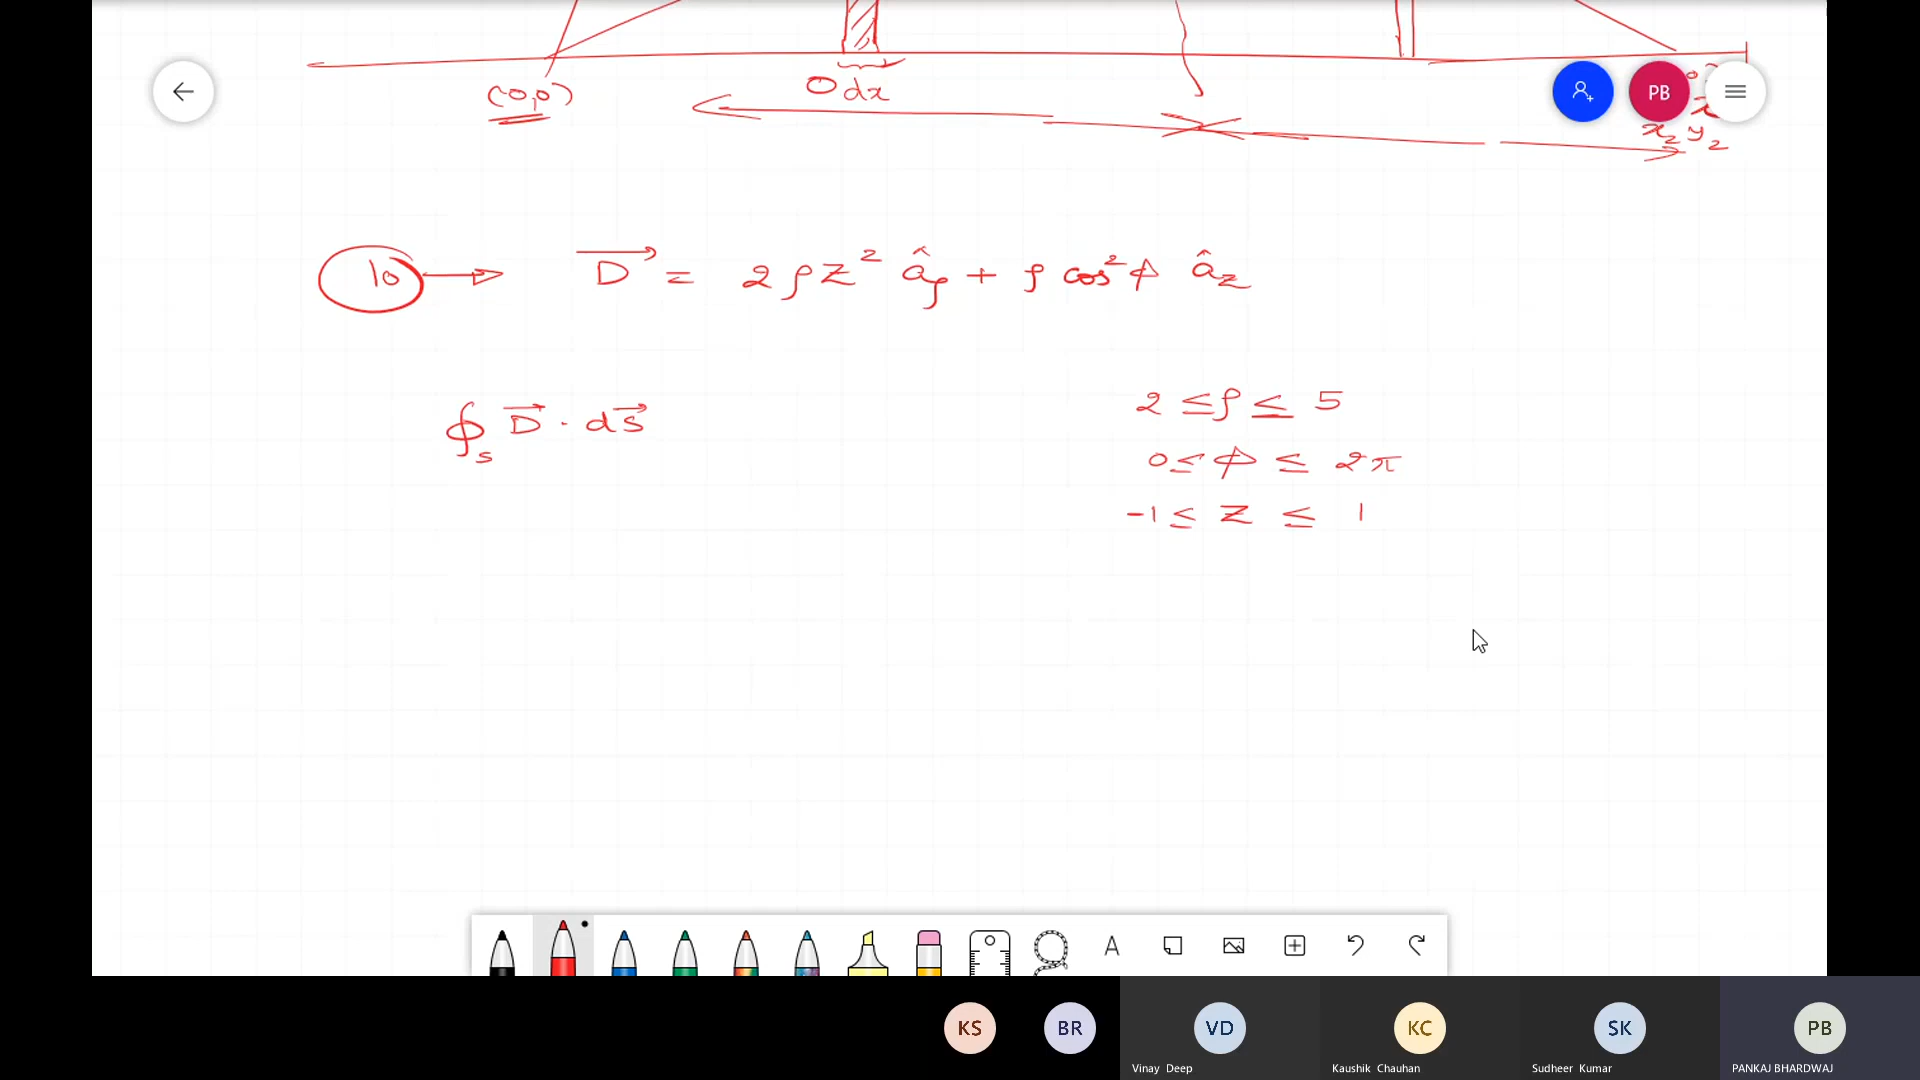 (0,0)
0 dx
x₂ y₂
10 → D⃗ = 2ρz² âρ + ρ cos²φ âz
∮s D⃗ · dS⃗
2 ≤ ρ ≤ 5
0 ≤ φ ≤ 2π
-1 ≤ z ≤ 1
PB
A
KS
BR
VD
KC
SK
PB
Vinay Deep
Kaushik Chauhan
Sudheer Kumar
PANKAJ BHARDWAJ